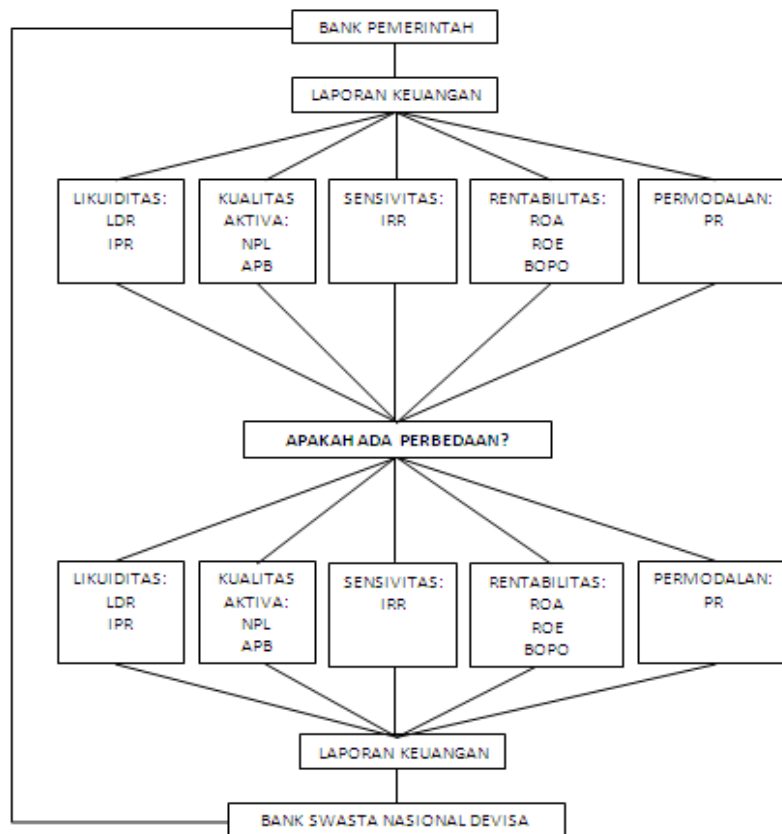 BANK PEMERINTAH
LAPORAN KEUANGAN
LIKUIDITAS:
LDR
IPR
KUALITAS
AKTIVA:
NPL
APB
SENSIVITAS:
IRR
RENTABILITAS:
ROA
ROE
BOPO
PERMODALAN:
PR
APAKAH ADA PERBEDAAN?
LIKUIDITAS:
LDR
IPR
KUALITAS
AKTIVA:
NPL
APB
SENSIVITAS:
IRR
RENTABILITAS:
ROA
ROE
BOPO
PERMODALAN:
PR
LAPORAN KEUANGAN
BANK SWASTA NASIONAL DEVISA